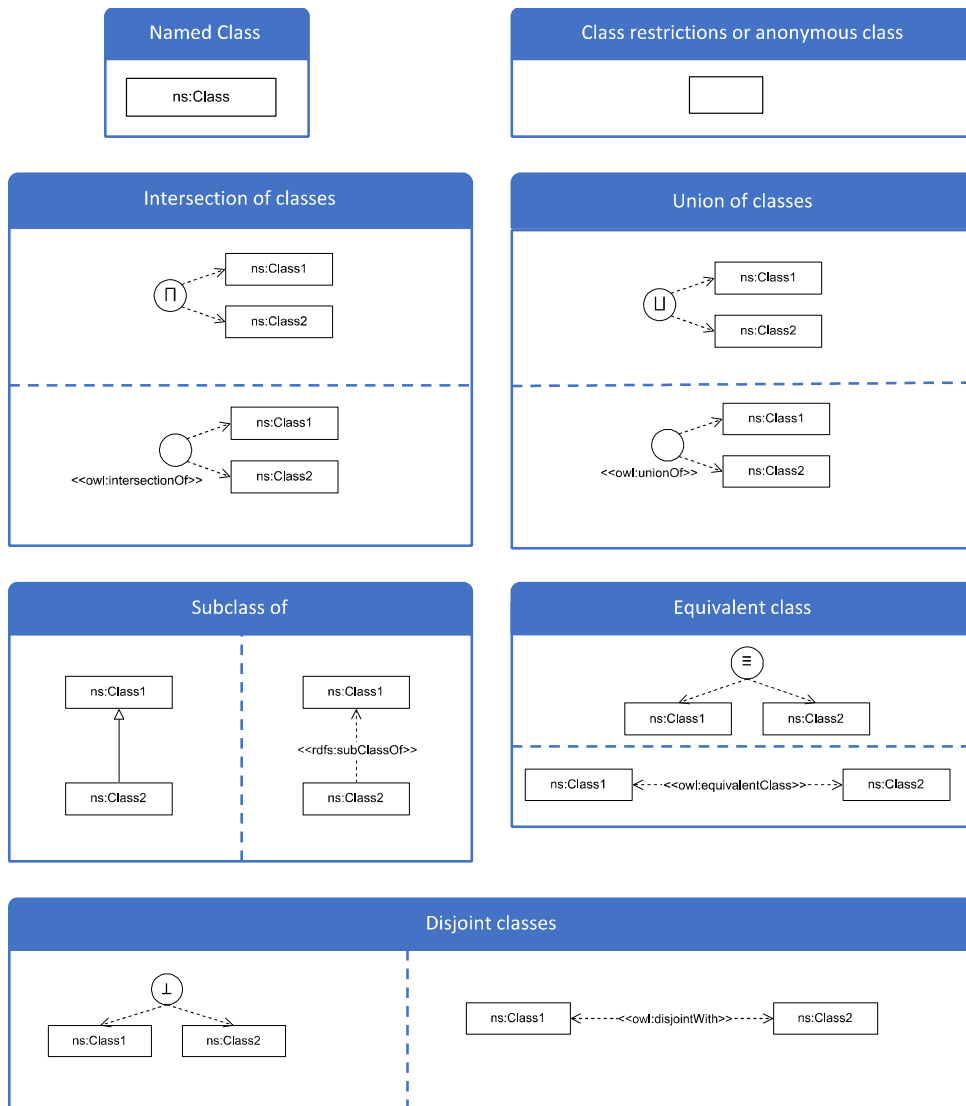 Named Class
ns:Class
Class restrictions or anonymous class
Intersection of classes
⊓
ns:Class1
ns:Class2
<<owl:intersectionOf>>
ns:Class1
ns:Class2
Union of classes
⊔
ns:Class1
ns:Class2
<<owl:unionOf>>
ns:Class1
ns:Class2
Subclass of
ns:Class1
ns:Class2
ns:Class1
<<rdfs:subClassOf>>
ns:Class2
Equivalent class
≡
ns:Class1
ns:Class2
ns:Class1
<<owl:equivalentClass>>
ns:Class2
Disjoint classes
⊥
ns:Class1
ns:Class2
ns:Class1
<<owl:disjointWith>>
ns:Class2